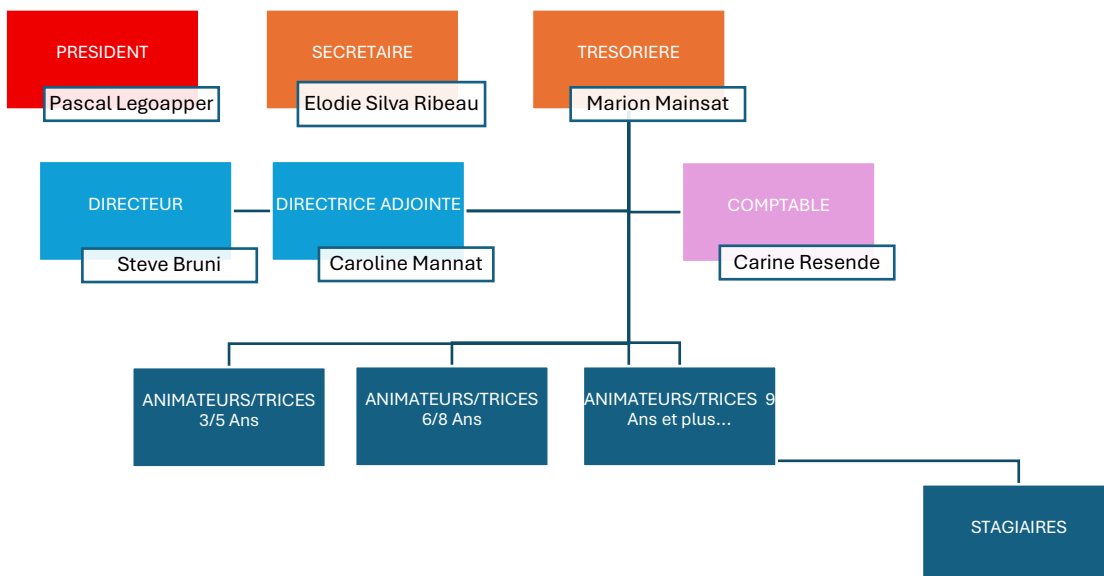 PRESIDENT
Pascal Legoapper
SECRETAIRE
Elodie Silva Ribeau
TRESORIERE
Marion Mainsat
DIRECTEUR
Steve Bruni
DIRECTRICE ADJOINTE
Caroline Mannat
COMPTABLE
Carine Resende
ANIMATEURS/TRICES
3/5 Ans
ANIMATEURS/TRICES
6/8 Ans
ANIMATEURS/TRICES 9
Ans et plus...
STAGIAIRES